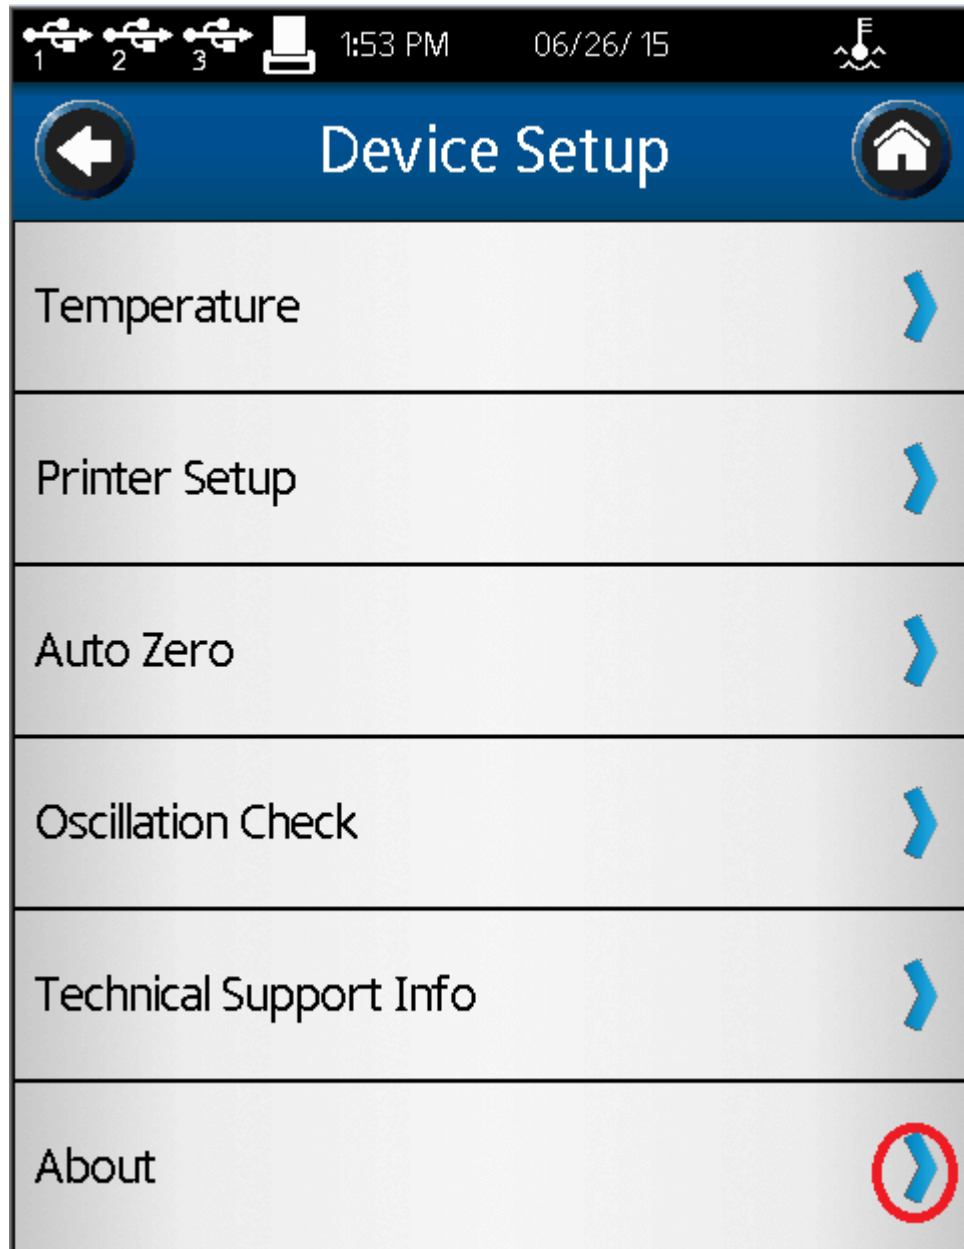 1 2 3 1:53 PM 06/26/15
Device Setup
Temperature
Printer Setup
Auto Zero
Oscillation Check
Technical Support Info
About